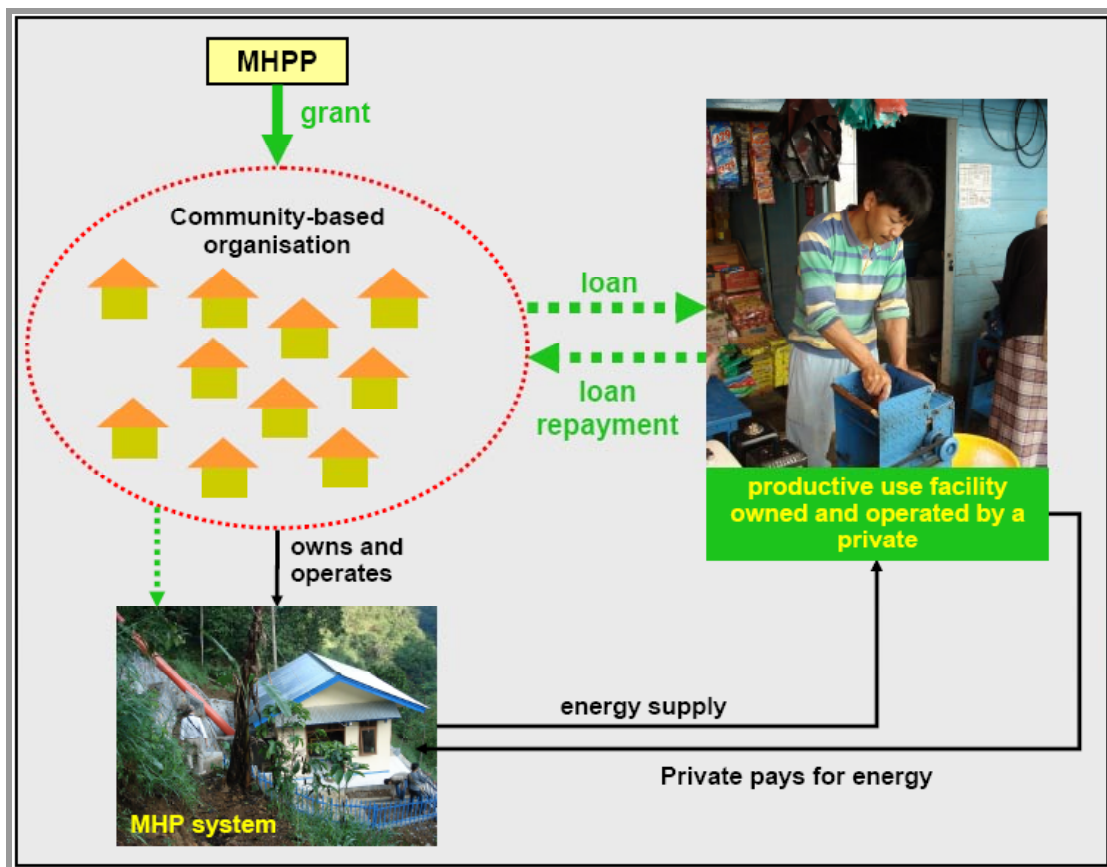 MHPP
grant
Community-based
organisation
loan
loan
repayment
productive use facility
owned and operated by a
private
owns and
operates
energy supply
Private pays for energy
MHP system